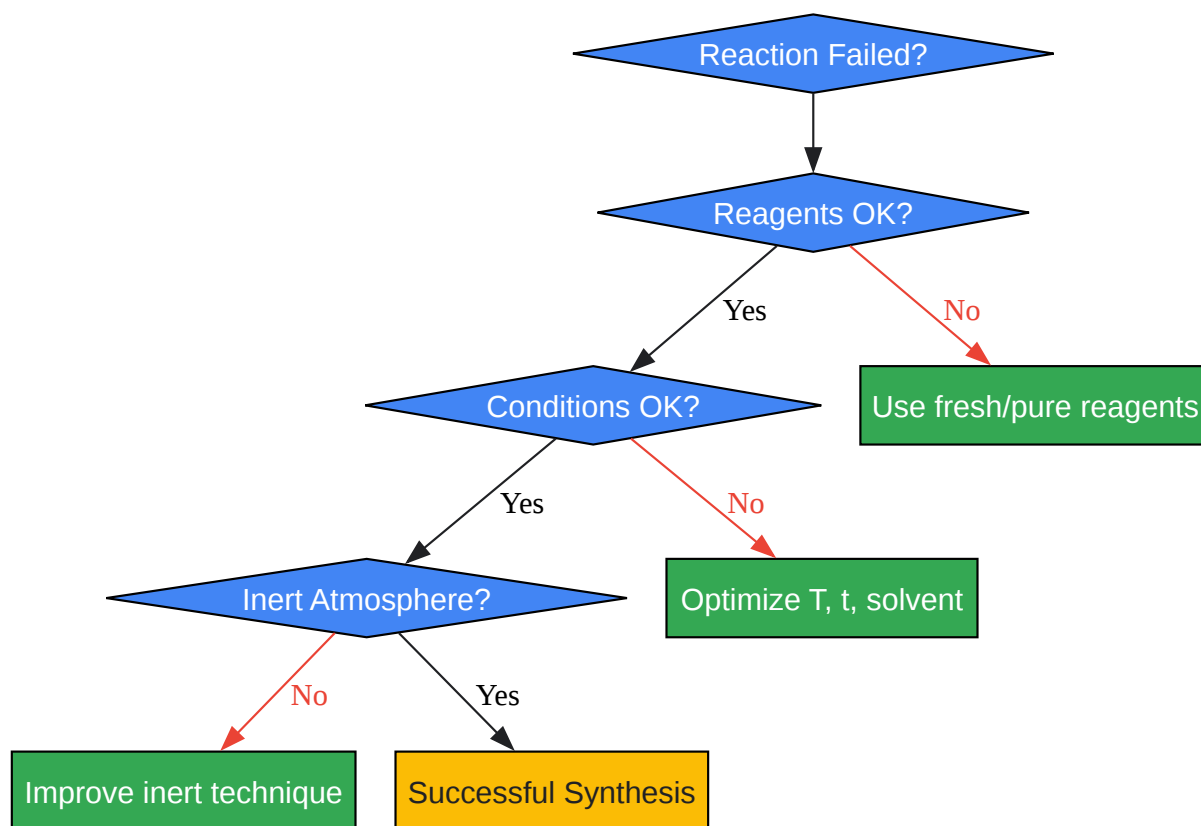 Reaction Failed?
Reagents OK?
Yes
No
Conditions OK?
Use fresh/pure reagents
Yes
No
Inert Atmosphere?
Optimize T, t, solvent
No
Yes
Improve inert technique
Successful Synthesis